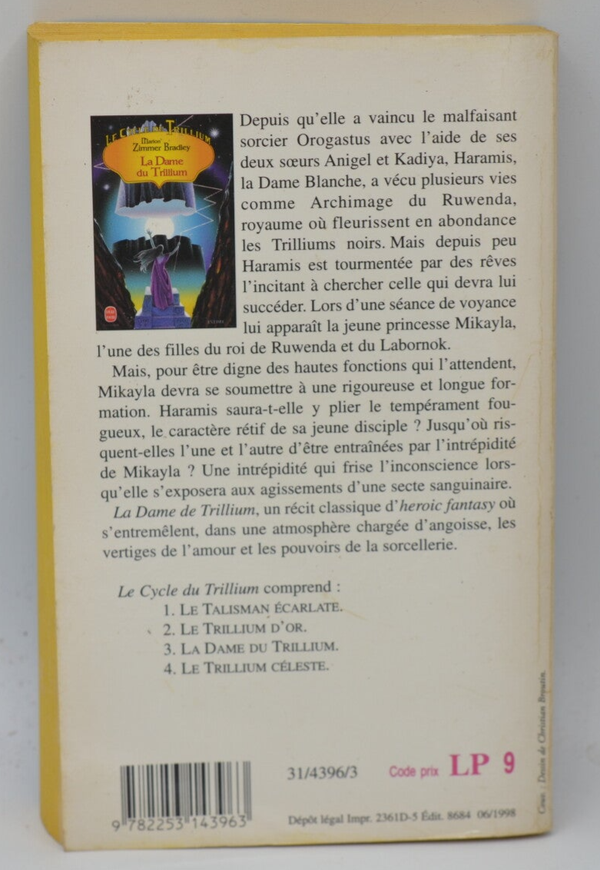 LE CYCLE DU TRILLIUM
Marion
Zimmer Bradley
La Dame
du Trillium
Depuis qu'elle a vaincu le malfaisant
sorcier Orogastus avec l'aide de ses
deux sœurs Anigel et Kadiya, Haramis,
la Dame Blanche, a vécu plusieurs vies
comme Archimage du Ruwenda,
royaume où fleurissent en abondance
les Trilliums noirs. Mais depuis peu
Haramis est tourmentée par des rêves
l'incitant à chercher celle qui devra lui
succéder. Lors d'une séance de voyance
lui apparaît la jeune princesse Mikayla,
l'une des filles du roi de Ruwenda et du Labornok.
Mais, pour être digne des hautes fonctions qui l'attendent,
Mikayla devra se soumettre à une rigoureuse et longue for-
mation. Haramis saura-t-elle y plier le tempérament fou-
gueux, le caractère rétif de sa jeune disciple ? Jusqu'où ris-
quent-elles l'une et l'autre d'être entraînées par l'intrépidité
de Mikayla ? Une intrépidité qui frise l'inconscience lors-
qu'elle s'exposera aux agissements d'une secte sanguinaire.
La Dame de Trillium, un récit classique d'heroic fantasy où
s'entremêlent, dans une atmosphère chargée d'angoisse, les
vertiges de l'amour et les pouvoirs de la sorcellerie.
Le Cycle du Trillium comprend :
1. LE TALISMAN ÉCARLATE.
2. LE TRILLIUM D'OR.
3. LA DAME DU TRILLIUM.
4. LE TRILLIUM CÉLESTE.
31/4396/3
Code prix LP 9
9 782253 143963
Dépôt légal Impr. 2361D-5 Édit. 8684 06/1998
Couv. : Dessin de Christian Broutin.